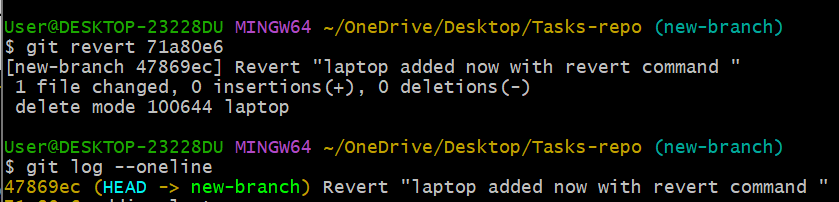 User@DESKTOP-23228DU MINGW64 ~/OneDrive/Desktop/Tasks-repo (new-branch)
$ git revert 71a80e6
[new-branch 47869ec] Revert "laptop added now with revert command "
 1 file changed, 0 insertions(+), 0 deletions(-)
 delete mode 100644 laptop
User@DESKTOP-23228DU MINGW64 ~/OneDrive/Desktop/Tasks-repo (new-branch)
$ git log --oneline
47869ec (HEAD -> new-branch) Revert "laptop added now with revert command "